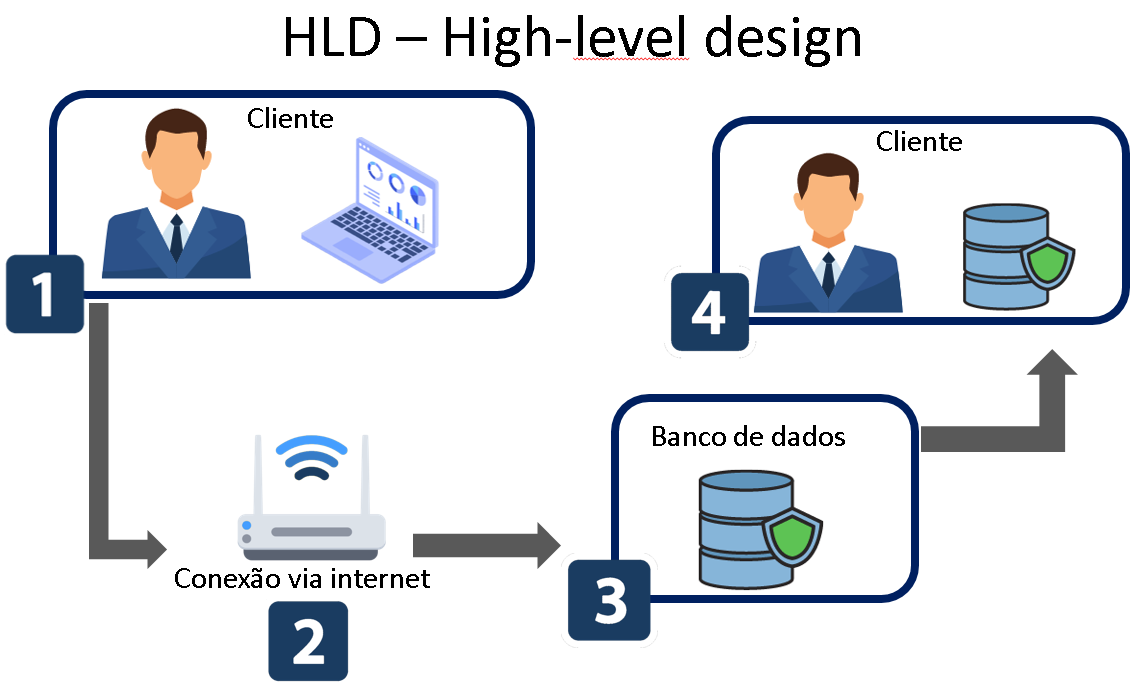 HLD – High-level design
Cliente
1
Conexão via internet
2
Banco de dados
3
Cliente
4